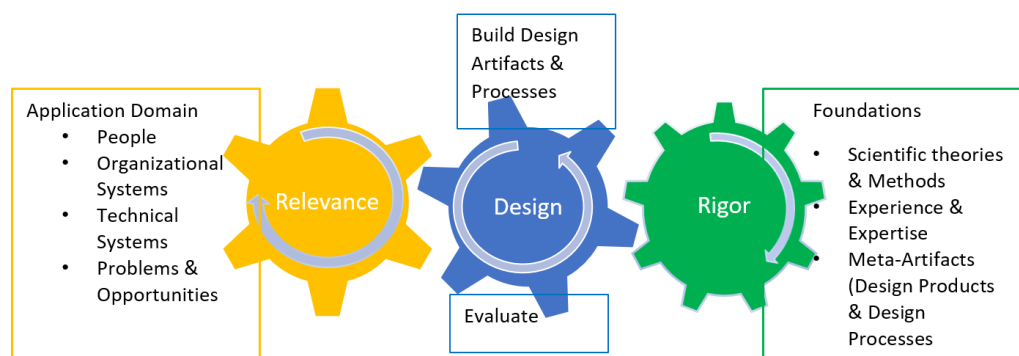 Application Domain
• People
• Organizational
Systems
• Technical
Systems
• Problems &
Opportunities
Relevance
Build Design
Artifacts &
Processes
Design
Evaluate
Rigor
Foundations
• Scientific theories
& Methods
• Experience &
Expertise
• Meta-Artifacts
(Design Products
& Design
Processes